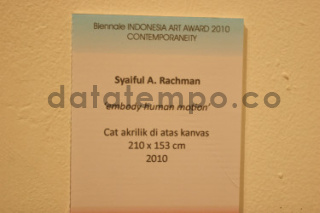 Biennale INDONESIA ART AWARD 2010
CONTEMPORANEITY
Syaiful A. Rachman
datatempo.co
'embody human motion'
Cat akrilik di atas kanvas
210 x 153 cm
2010